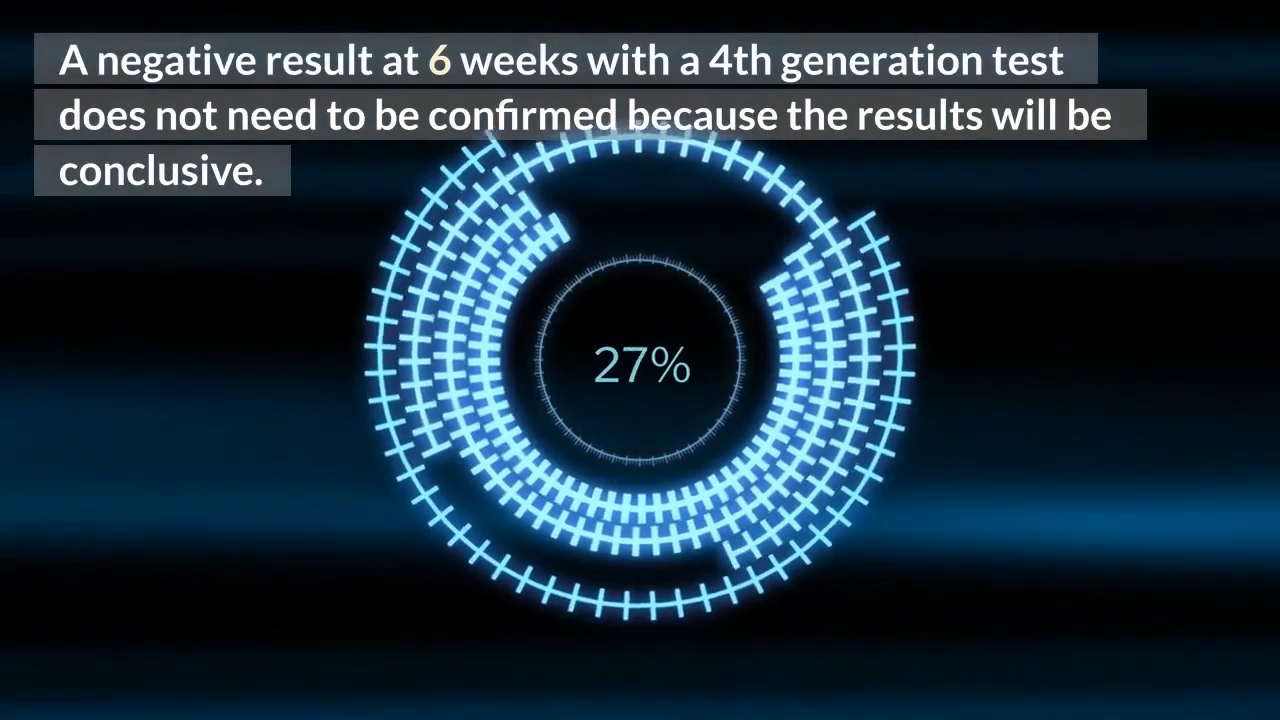 A negative result at 6 weeks with a 4th generation test
does not need to be confirmed because the results will be
conclusive.
27%